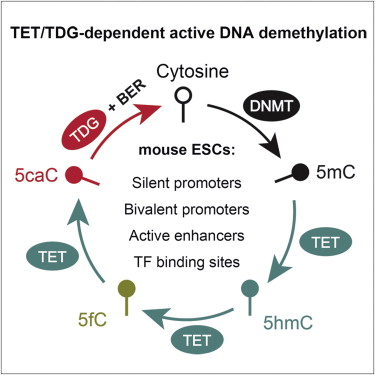 TET/TDG-dependent active DNA demethylation
Cytosine
DNMT
5mC
TET
5hmC
TET
5fC
TET
5caC
TDG + BER
mouse ESCs:
Silent promoters
Bivalent promoters
Active enhancers
TF binding sites